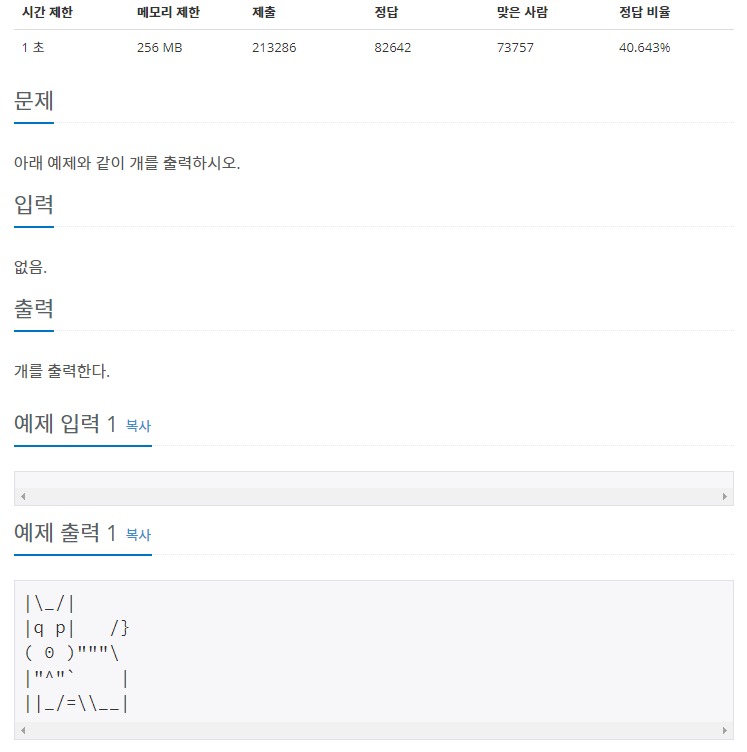 시간 제한 메모리 제한 제출 정답 맞은 사람 정답 비율
1 초 256 MB 213286 82642 73757 40.643%
문제
아래 예제와 같이 개를 출력하시오.
입력
없음.
출력
개를 출력한다.
예제 입력 1 복사
예제 출력 1 복사
|\_/|
|q p|   /}
( 0 )"""\
|"^"`    |
||_/=\\__|